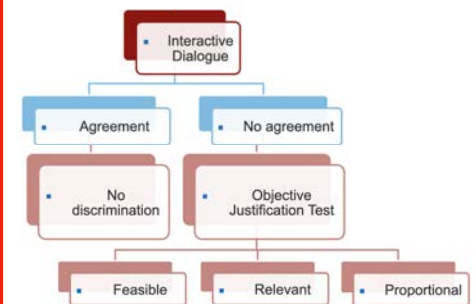 Interactive
Dialogue
Agreement
No agreement
No
discrimination
Objective
Justification Test
Feasible
Relevant
Proportional